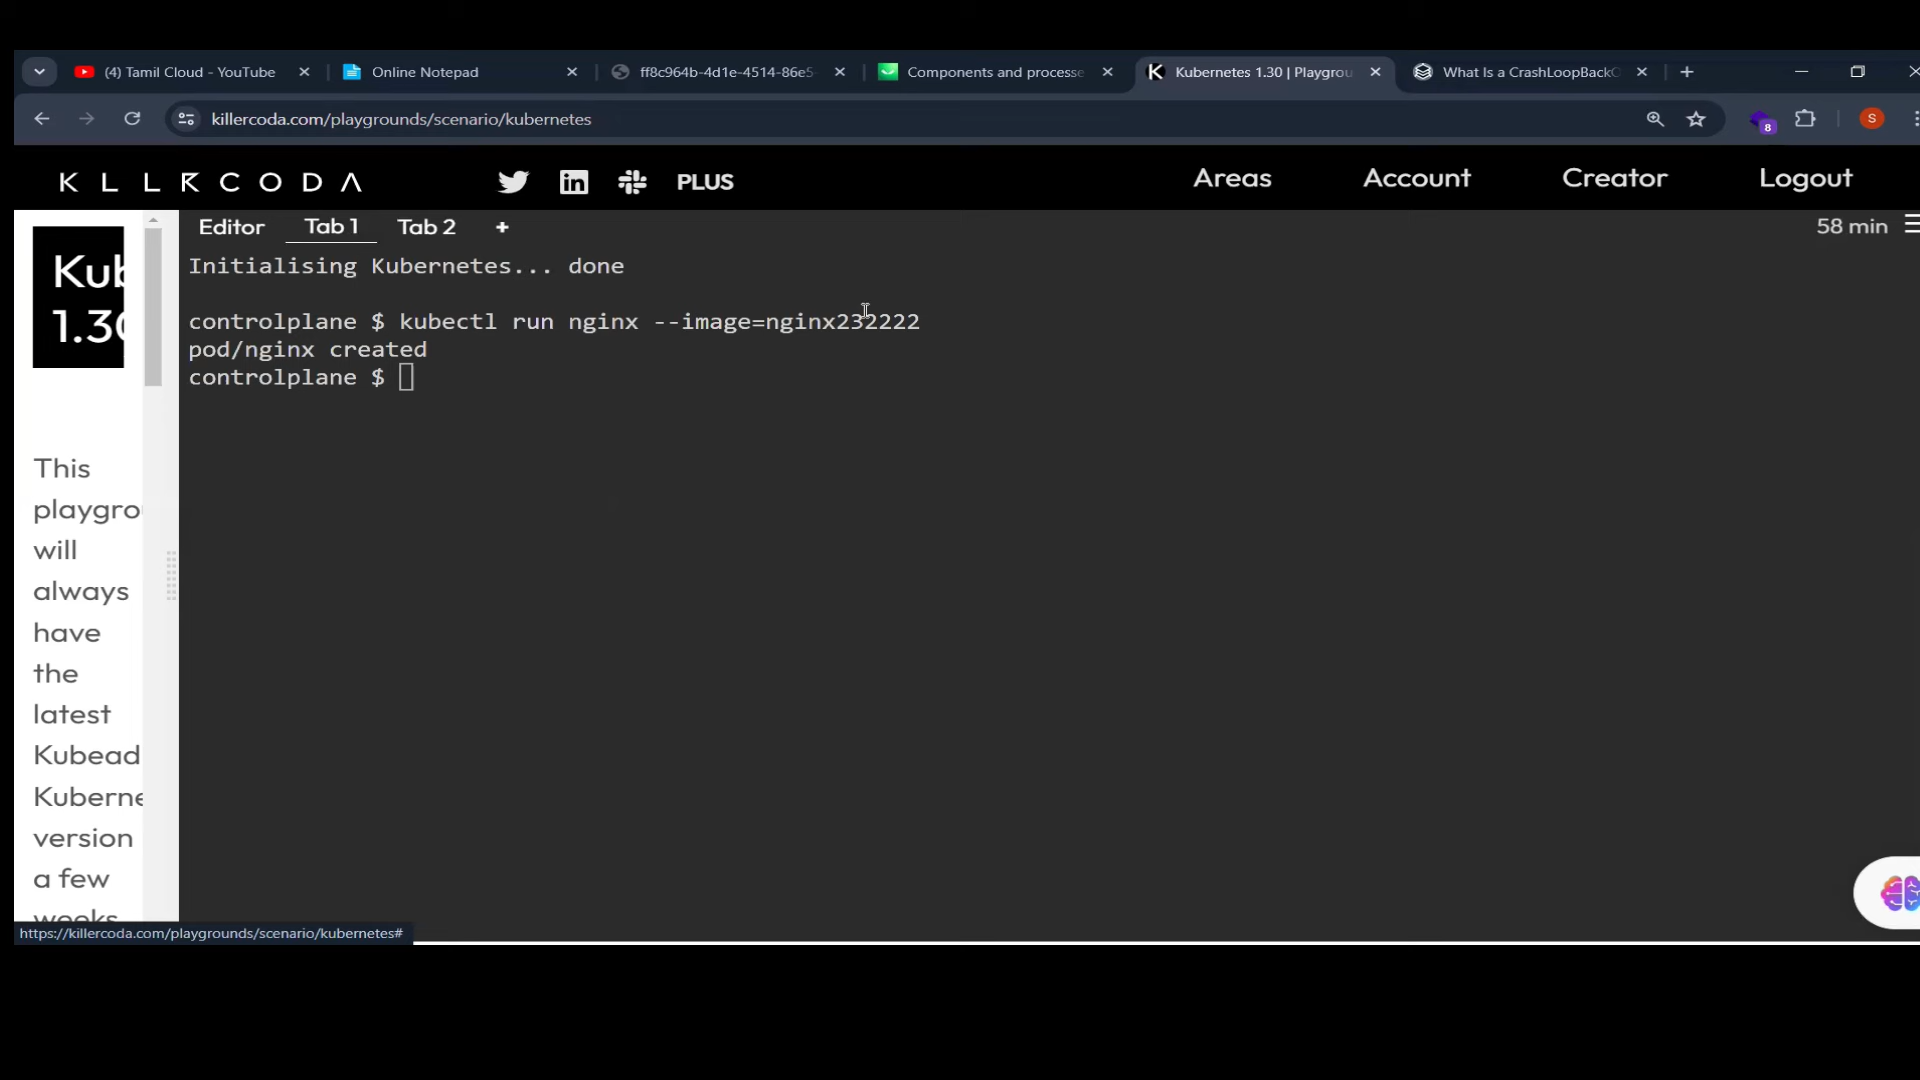 (4) Tamil Cloud - YouTube
Online Notepad
ff8c964b-4d1e-4514-86e5-
Components and processe
Kubernetes 1.30 | Playgrou
What Is a CrashLoopBackO
killercoda.com/playgrounds/scenario/kubernetes
8
S
PLUS
Areas
Account
Creator
Logout
Editor
Tab 1
Tab 2
+
58 min
Kub
1.30
This
playgro
will
always
have
the
latest
Kubead
Kuberne
version
a few
weeks
Initialising Kubernetes... done
controlplane $ kubectl run nginx --image=nginx232222
pod/nginx created
controlplane $
https://killercoda.com/playgrounds/scenario/kubernetes#